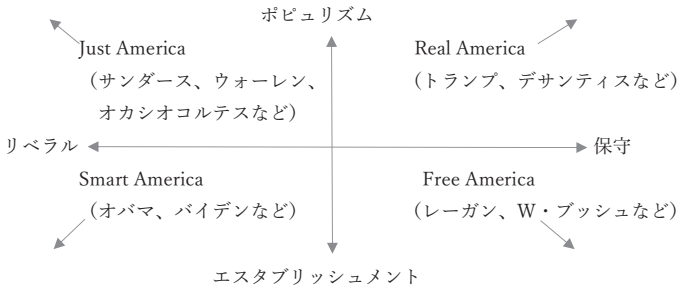 ポピュリズム
Just America
（サンダース、ウォーレン、
オカシオコルテスなど）
Real America
（トランプ、デサンティスなど）
リベラル
保守
Smart America
（オバマ、バイデンなど）
Free America
（レーガン、W・ブッシュなど）
エスタブリッシュメント